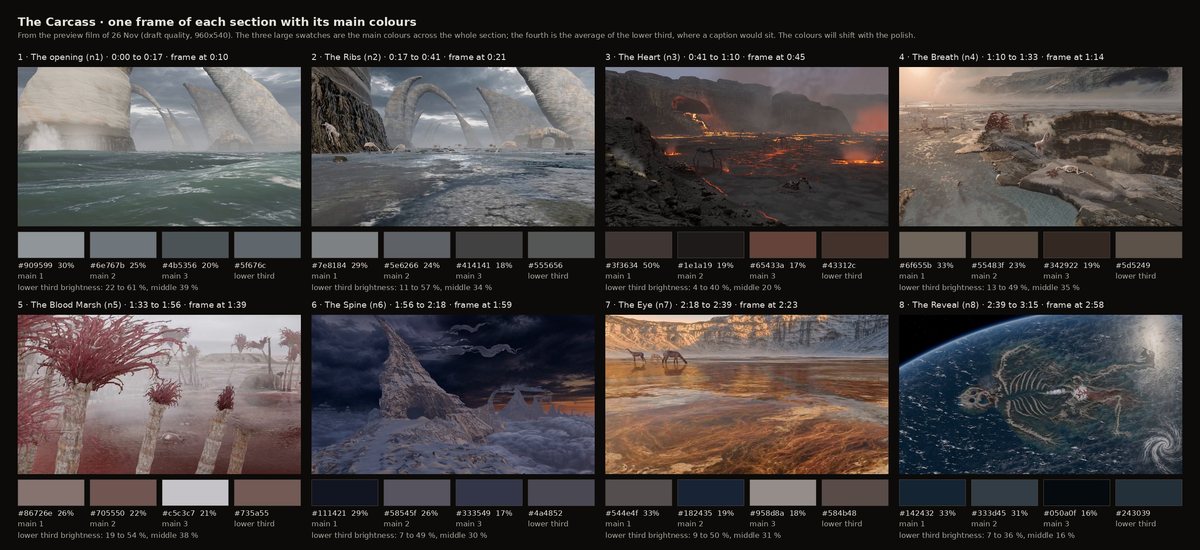 The Carcass · one frame of each section with its main colours
From the preview film of 26 Nov (draft quality, 960x540). The three large swatches are the main colours across the whole section; the fourth is the average of the lower third, where a caption would sit. The colours will shift with the polish.
1 · The opening (n1) · 0:00 to 0:17 · frame at 0:10
#909599 30%
main 1
#6e767b 25%
main 2
#4b5356 20%
main 3
#5f676c
lower third
lower third brightness: 22 to 61 %, middle 39 %
2 · The Ribs (n2) · 0:17 to 0:41 · frame at 0:21
#7e8184 29%
main 1
#5e6266 24%
main 2
#414141 18%
main 3
#555656
lower third
lower third brightness: 11 to 57 %, middle 34 %
3 · The Heart (n3) · 0:41 to 1:10 · frame at 0:45
#3f3634 50%
main 1
#1e1a19 19%
main 2
#65433a 17%
main 3
#43312c
lower third
lower third brightness: 4 to 40 %, middle 20 %
4 · The Breath (n4) · 1:10 to 1:33 · frame at 1:14
#6f655b 33%
main 1
#55483f 23%
main 2
#342922 19%
main 3
#5d5249
lower third
lower third brightness: 13 to 49 %, middle 35 %
5 · The Blood Marsh (n5) · 1:33 to 1:56 · frame at 1:39
#86726e 26%
main 1
#705550 22%
main 2
#c5c3c7 21%
main 3
#735a55
lower third
lower third brightness: 19 to 54 %, middle 38 %
6 · The Spine (n6) · 1:56 to 2:18 · frame at 1:59
#111421 29%
main 1
#58545f 26%
main 2
#333549 17%
main 3
#4a4852
lower third
lower third brightness: 7 to 49 %, middle 30 %
7 · The Eye (n7) · 2:18 to 2:39 · frame at 2:23
#544e4f 33%
main 1
#182435 19%
main 2
#958d8a 18%
main 3
#584b48
lower third
lower third brightness: 9 to 50 %, middle 31 %
8 · The Reveal (n8) · 2:39 to 3:15 · frame at 2:58
#142432 33%
main 1
#333d45 31%
main 2
#050a0f 16%
main 3
#243039
lower third
lower third brightness: 7 to 36 %, middle 16 %